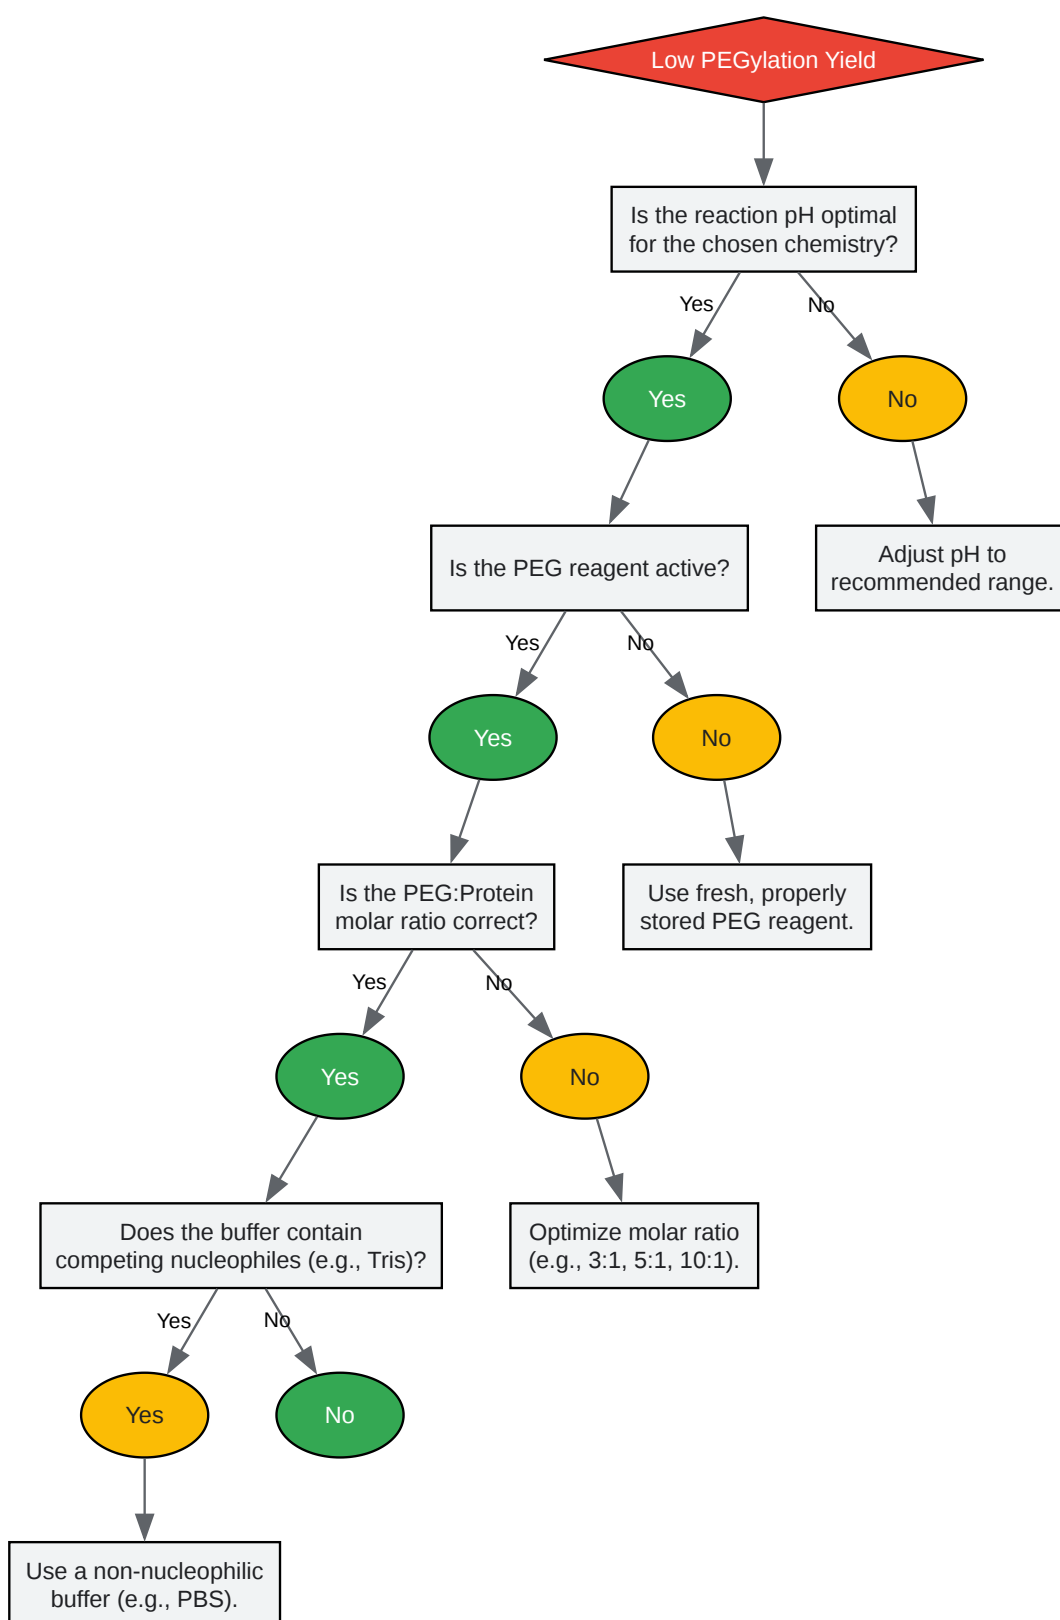 Low PEGylation Yield
Is the reaction pH optimal
for the chosen chemistry?
Yes
No
Yes
No
Is the PEG reagent active?
Adjust pH to
recommended range.
Yes
No
Yes
No
Is the PEG:Protein
molar ratio correct?
Use fresh, properly
stored PEG reagent.
Yes
No
Yes
No
Does the buffer contain
competing nucleophiles (e.g., Tris)?
Optimize molar ratio
(e.g., 3:1, 5:1, 10:1).
Yes
No
Yes
No
Use a non-nucleophilic
buffer (e.g., PBS).